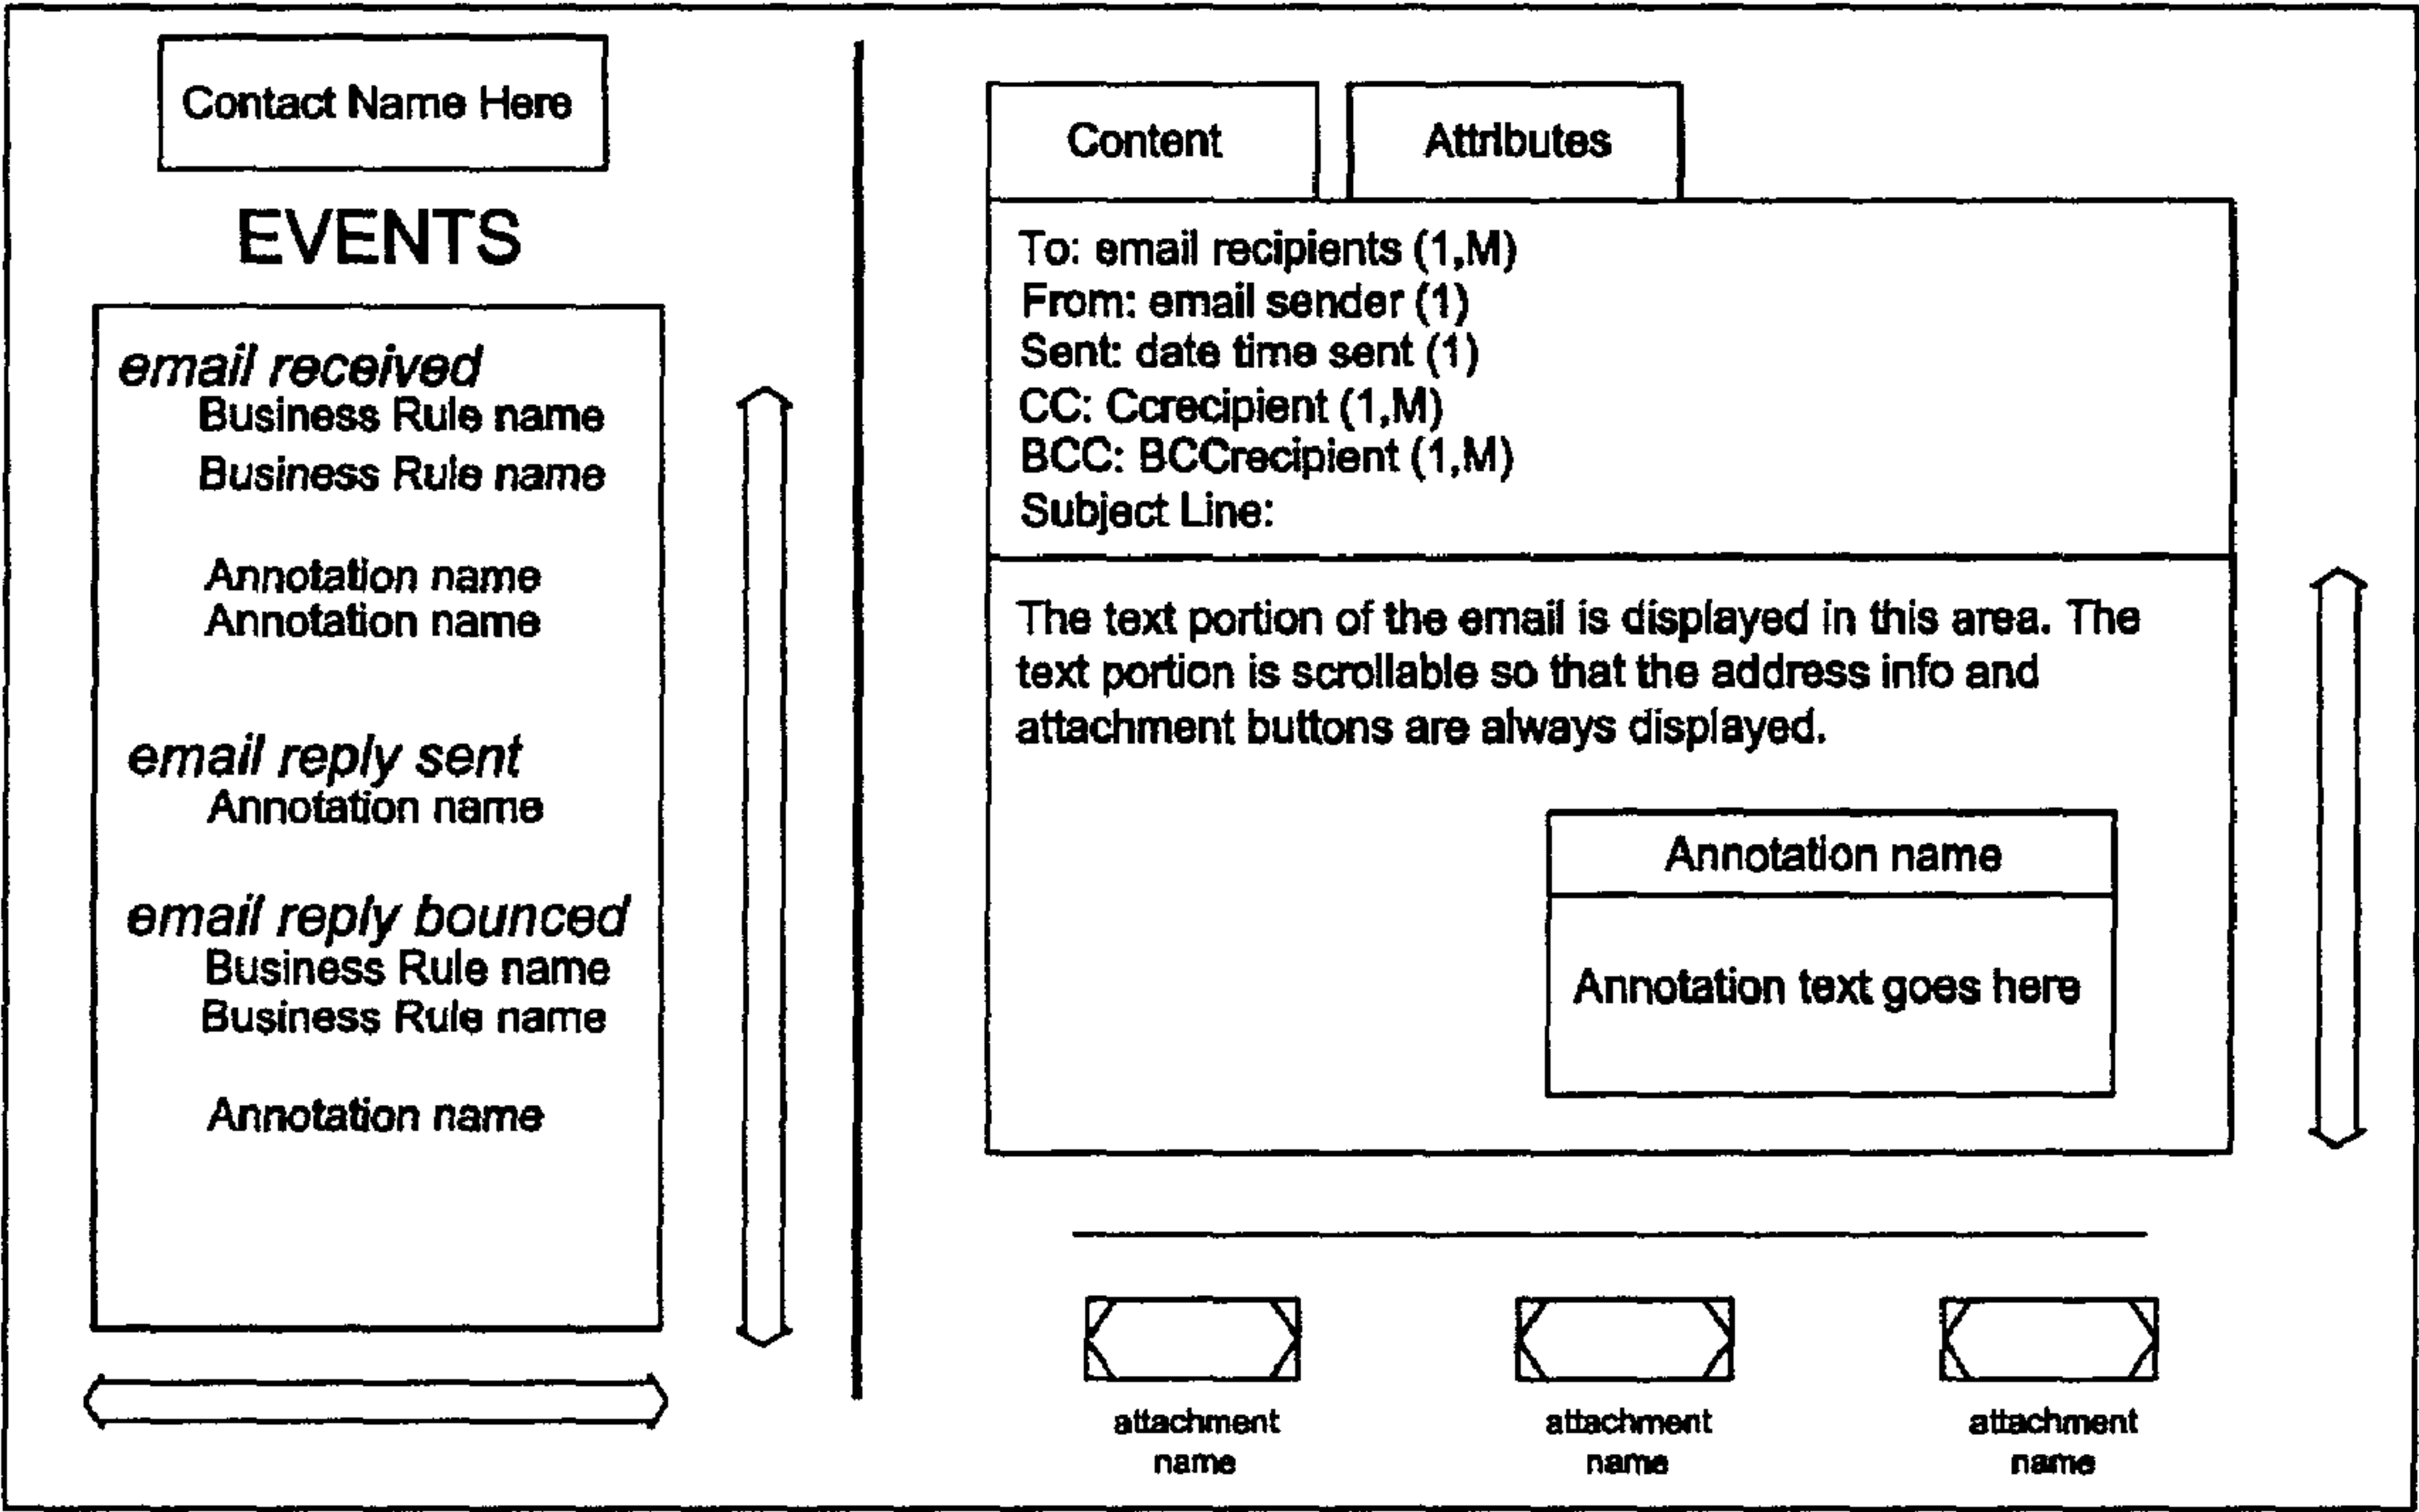 Contact Name Here
EVENTS
email received
Business Rule name
Business Rule name
Annotation name
Annotation name
email reply sent
Annotation name
email reply bounced
Business Rule name
Business Rule name
Annotation name
Content
Attributes
To: email recipients (1,M)
From: email sender (1)
Sent: date time sent (1)
CC: Ccrecipient (1,M)
BCC: BCCrecipient (1,M)
Subject Line:
The text portion of the email is displayed in this area. The
text portion is scrollable so that the address info and
attachment buttons are always displayed.
Annotation name
Annotation text goes here
attachment
name
attachment
name
attachment
name